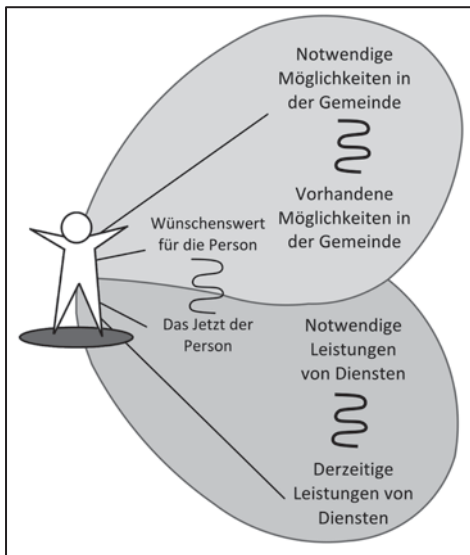 Notwendige
Möglichkeiten in
der Gemeinde
Vorhandene
Möglichkeiten in
der Gemeinde
Wünschenswert
für die Person
Das Jetzt der
Person
Notwendige
Leistungen
von Diensten
Derzeitige
Leistungen von
Diensten